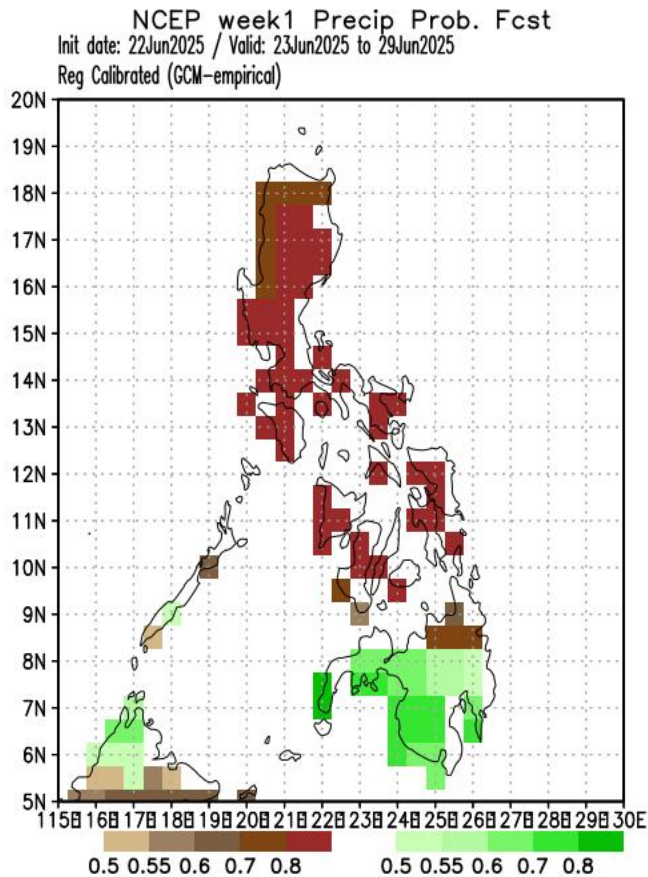 NCEP week1 Precip Prob. Fcst
Init date: 22Jun2025 / Valid: 23Jun2025 to 29Jun2025
Reg Calibrated (GCM-empirical)
20N
19N
18N
17N
16N
15N
14N
13N
12N
11N
10N
9N
8N
7N
6N
5N
115E 116E 117E 118E 119E 120E 121E 122E 123E 124E 125E 126E 127E 128E 129E 130E
0.5 0.55 0.6 0.7 0.8 0.5 0.55 0.6 0.7 0.8